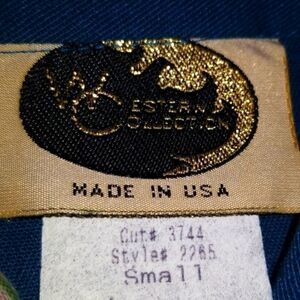 WESTERN
COLLECTION
MADE IN USA
Cut# 3744
Style# 2265
Small